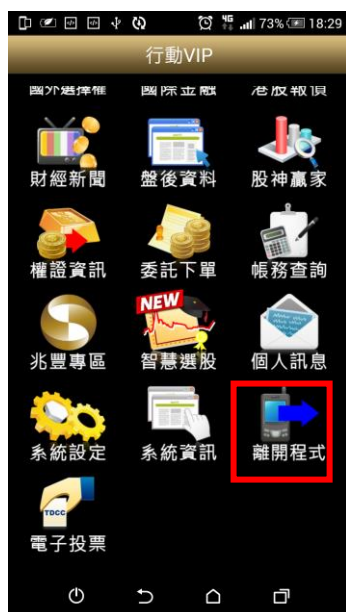 4G 73% 18:29
行動VIP
國外選擇權 國際金融 港股報價
財經新聞 盤後資料 股神贏家
權證資訊 委託下單 帳務查詢
NEW
兆豐專區 智慧選股 個人訊息
系統設定 系統資訊 離開程式
TDCC
電子投票